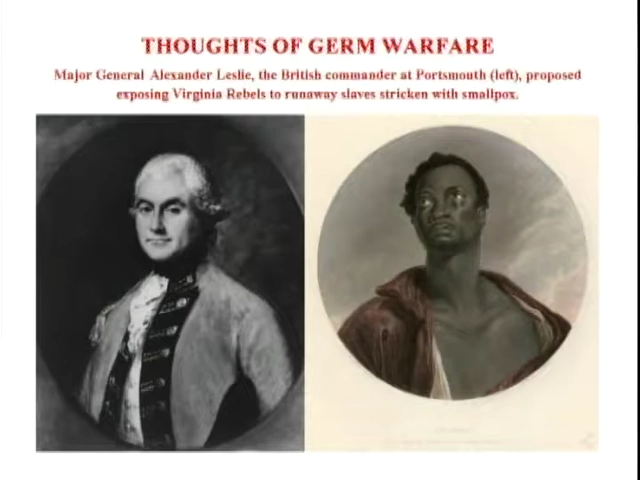 THOUGHTS OF GERM WARFARE
Major General Alexander Leslie, the British commander at Portsmouth (left), proposed
exposing Virginia Rebels to runaway slaves stricken with smallpox.